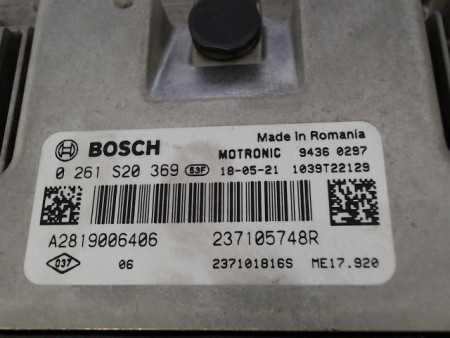 BOSCH
Made in Romania
MOTRONIC 9436 0297
0 261 S20 369 53F 18-05-21 1039T22129
A2819006406 237105748R
037 06 237101816S ME17.920